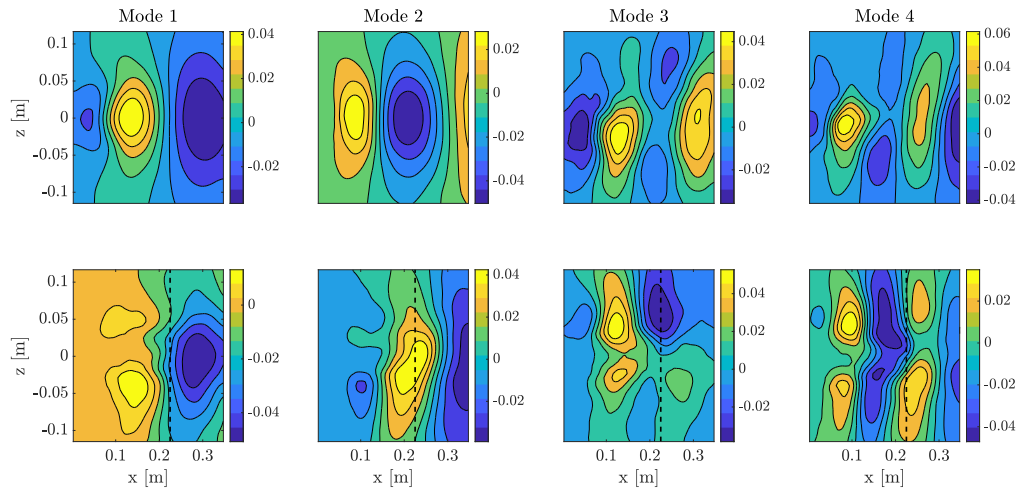 Mode 1 Mode 2 Mode 3 Mode 4
0.1 0.04 0.02 0.04 0.06
0.05 0.02 0 0.02 0.04
z [m] 0 0 -0.02 0 0.02
-0.05 -0.02 -0.04 -0.02 0
-0.1 -0.02
-0.04
0.1 0 0.04 0.04 0.02
0.05 -0.02 0.02 0.02 0
z [m] 0 -0.04 0 0 -0.02
-0.05 -0.02 -0.02 -0.04
-0.1
0.1 0.2 0.3 0.1 0.2 0.3 0.1 0.2 0.3 0.1 0.2 0.3
x [m] x [m] x [m] x [m]